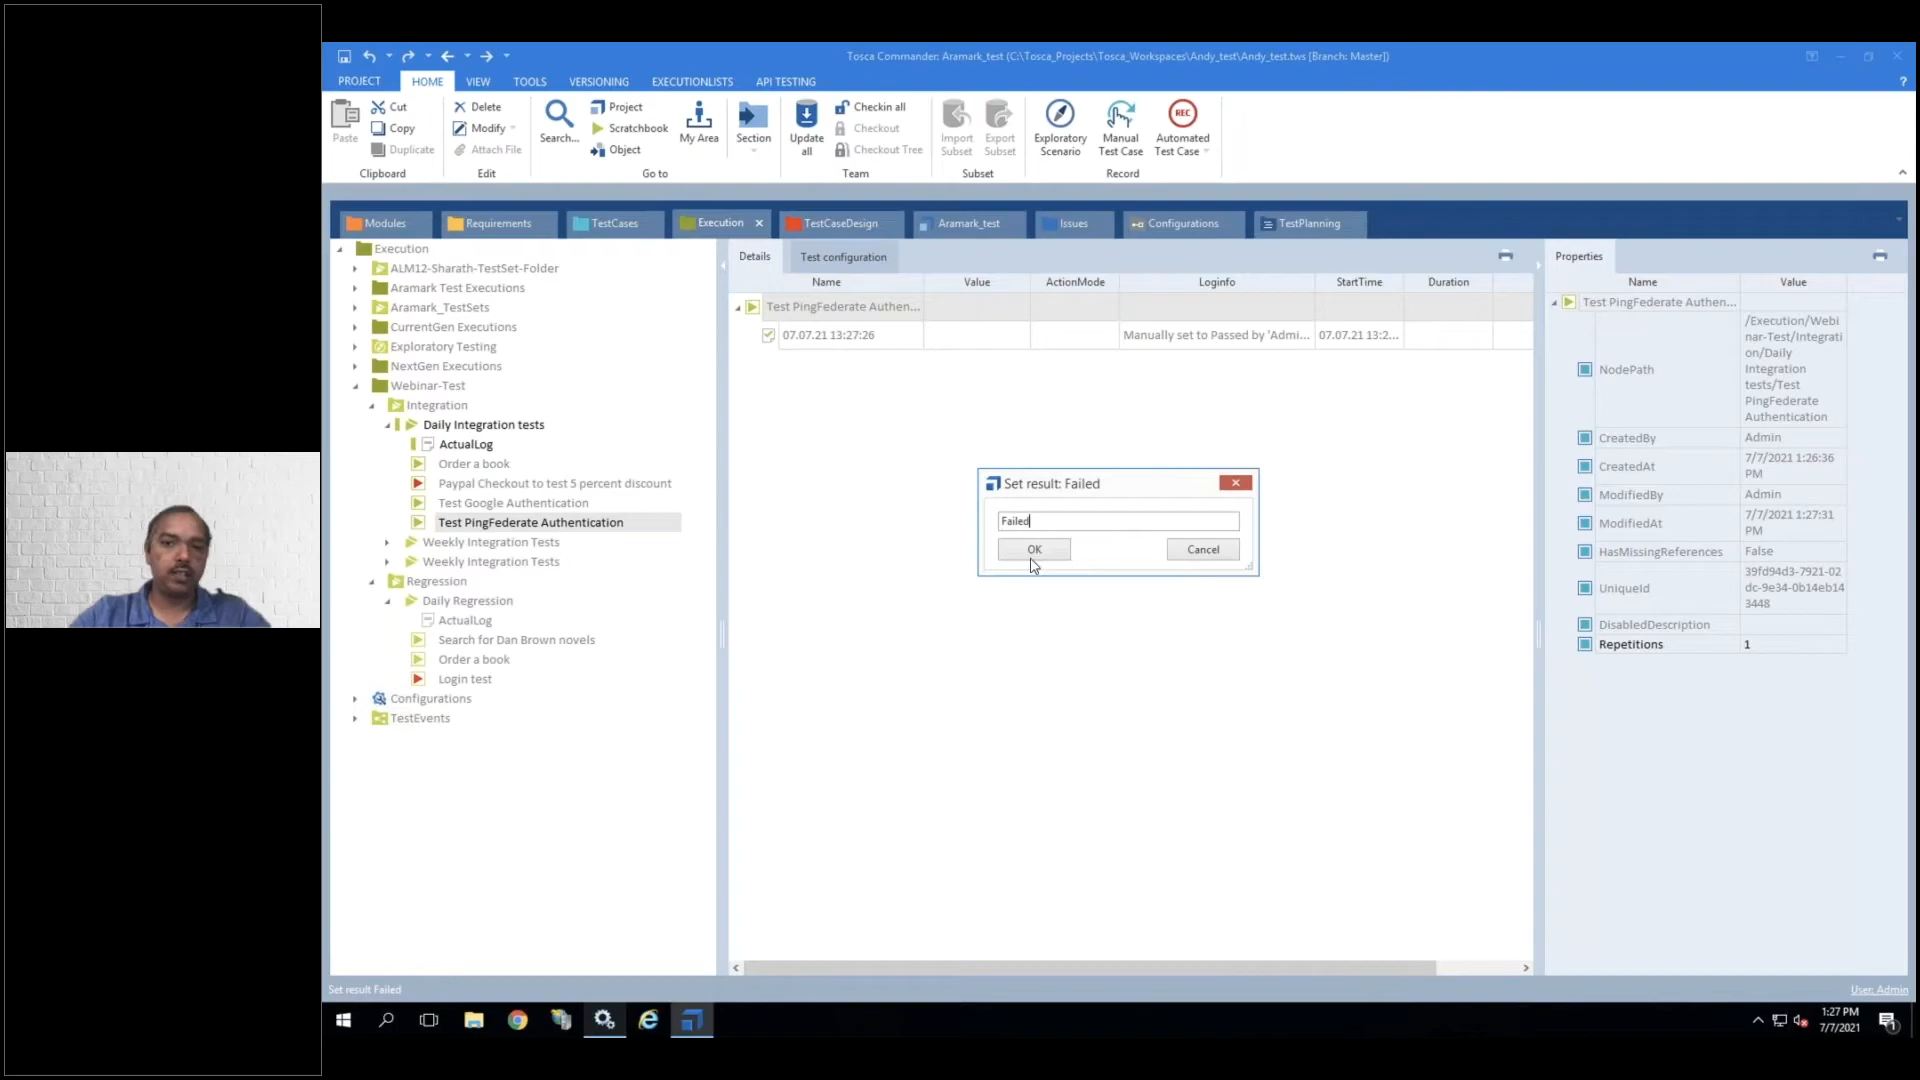 Tosca Commander: Aramark_test (C:\Tosca_Projects\Tosca_Workspaces\Andy_test\Andy_test.tws [Branch: Master])
PROJECT HOME VIEW TOOLS VERSIONING EXECUTIONLISTS API TESTING ?
Paste
Cut
Copy
Duplicate
Clipboard
Delete
Modify
Attach File
Edit
Search...
Project
Scratchbook
Object
My Area
Section
Go to
Update all
Checkin all
Checkout
Checkout Tree
Team
Import Subset
Export Subset
Subset
Exploratory Scenario
Manual Test Case
REC
Automated Test Case
Record
Modules Requirements TestCases Execution TestCaseDesign Aramark_test Issues Configurations TestPlanning
Execution
ALM12-Sharath-TestSet-Folder
Aramark Test Executions
Aramark_TestSets
CurrentGen Executions
Exploratory Testing
NextGen Executions
Webinar-Test
Integration
Daily Integration tests
ActualLog
Order a book
Paypal Checkout to test 5 percent discount
Test Google Authentication
Test PingFederate Authentication
Weekly Integration Tests
Weekly Integration Tests
Regression
Daily Regression
ActualLog
Search for Dan Brown novels
Order a book
Login test
Configurations
TestEvents
Details Test configuration
Name Value ActionMode Loginfo StartTime Duration
Test PingFederate Authen...
07.07.21 13:27:26 Manually set to Passed by 'Admi... 07.07.21 13:2...
Set result: Failed
Failed
OK Cancel
Properties
Name Value
Test PingFederate Authen...
NodePath /Execution/Webi
nar-Test/Integrati
on/Daily
Integration
tests/Test
PingFederate
Authentication
CreatedBy Admin
CreatedAt 7/7/2021 1:26:36
PM
ModifiedBy Admin
ModifiedAt 7/7/2021 1:27:31
PM
HasMissingReferences False
UniqueId 39fd94d3-7921-02
dc-9e34-0b14eb14
3448
DisabledDescription
Repetitions 1
Set result Failed
User: Admin
1:27 PM
7/7/2021
1